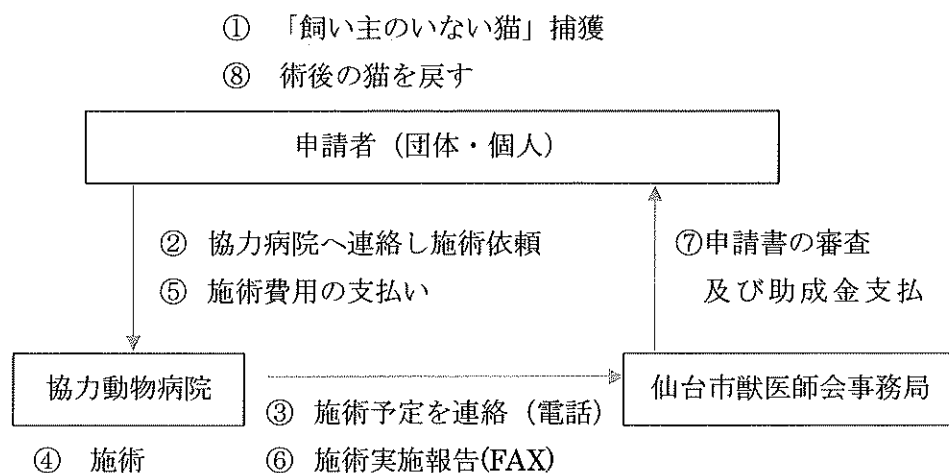 ① 「飼い主のいない猫」捕獲
⑧ 術後の猫を戻す
申請者（団体・個人）
② 協力病院へ連絡し施術依頼
⑤ 施術費用の支払い
⑦申請書の審査
及び助成金支払
協力動物病院
仙台市獣医師会事務局
③ 施術予定を連絡（電話）
④ 施術
⑥ 施術実施報告(FAX)